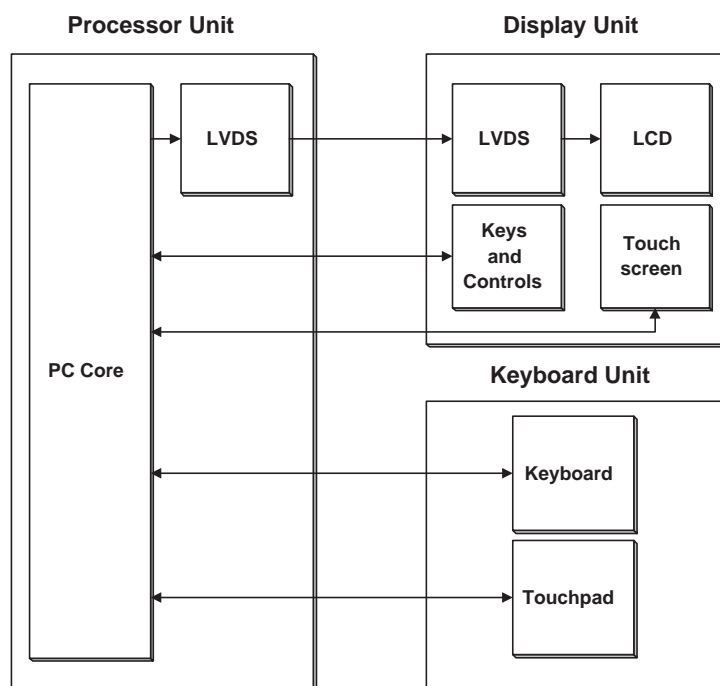 Processor Unit
Display Unit
LVDS
LVDS
LCD
Keys
and
Controls
Touch
screen
PC Core
Keyboard Unit
Keyboard
Touchpad